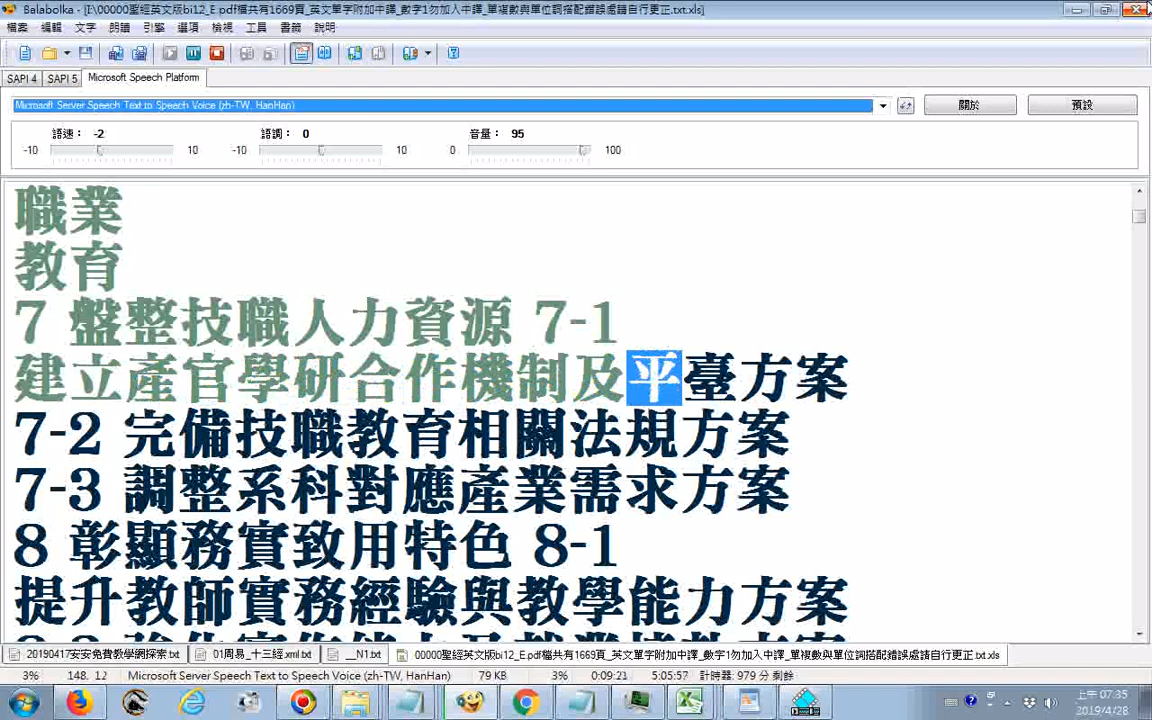 Balabolka - [I:\00000聖經英文版bi12_E.pdf檔共有1669頁_英文單字附加中譯_數字1勿加入中譯_單複數與單位詞搭配錯誤處請自行更正.txt.xls]
檔案 編輯 文字 朗讀 引擎 選項 檢視 工具 書籤 說明
SAPI 4 SAPI 5 Microsoft Speech Platform
Microsoft Server Speech Text to Speech Voice (zh-TW, HanHan) 關於 預設
語速： -2 語調： 0 音量： 95
-10 10 -10 10 0 100
職業
教育
7 盤整技職人力資源 7-1
建立產官學研合作機制及平臺方案
7-2 完備技職教育相關法規方案
7-3 調整系科對應產業需求方案
8 彰顯務實致用特色 8-1
提升教師實務經驗與教學能力方案
20190417安安免費教學網探索.txt 01周易_十三經.xml.txt __N1.txt 00000聖經英文版bi12_E.pdf檔共有1669頁_英文單字附加中譯_數字1勿加入中譯_單複數與單位詞搭配錯誤處請自行更正.txt.xls
3% 148, 12 Microsoft Server Speech Text to Speech Voice (zh-TW, HanHan) 79 KB 3% 0:09:21 5:05:57 計時器: 979 分 剩餘
上午 07:35
2019/4/28